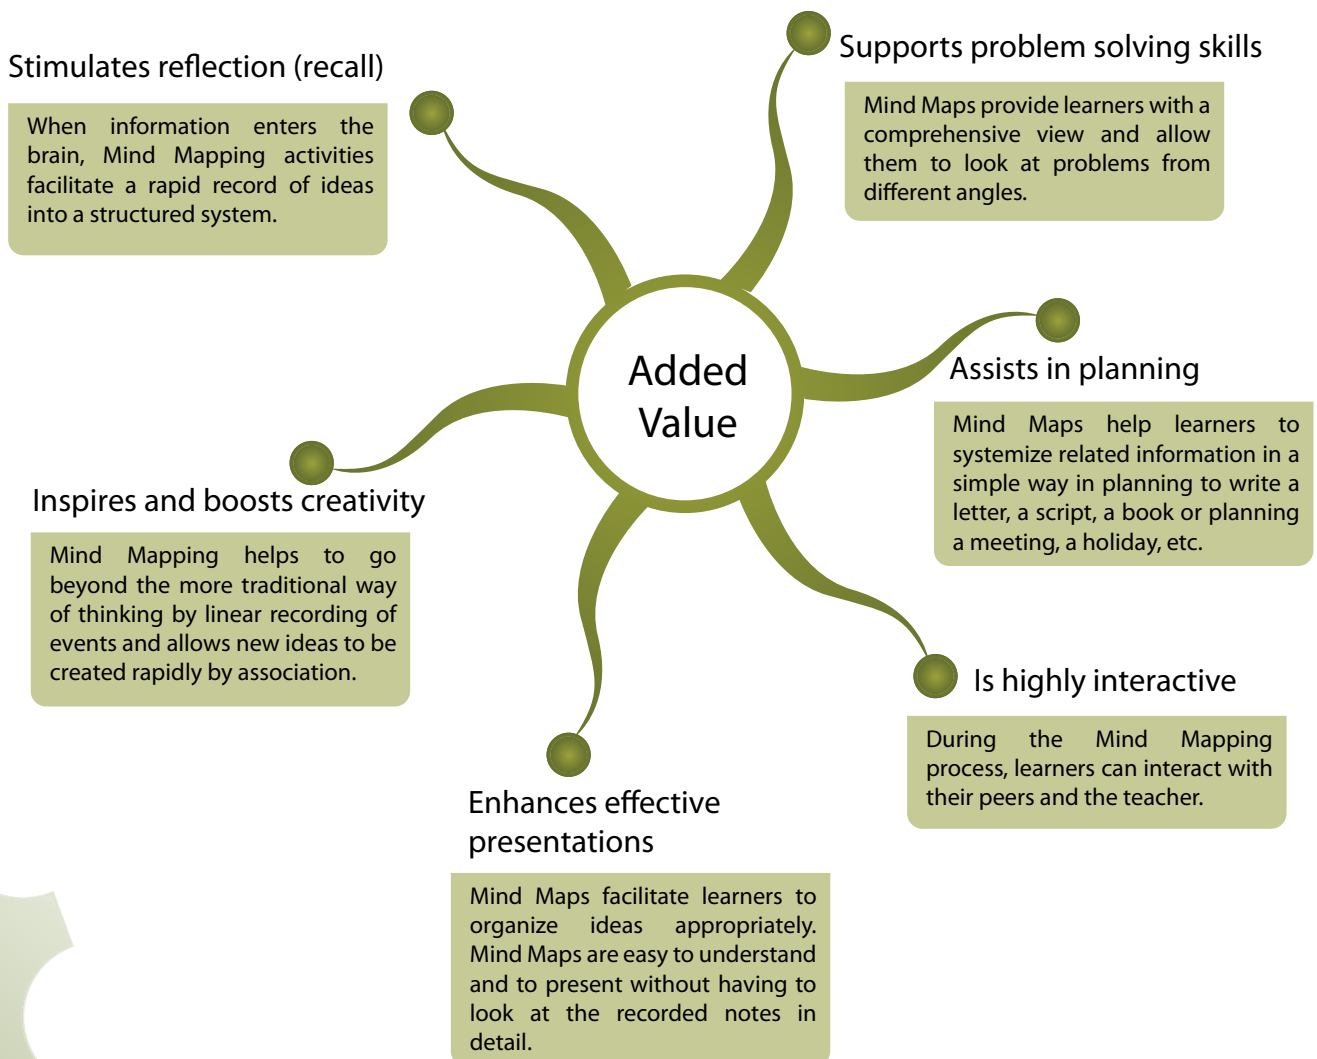 Stimulates reflection (recall)
When information enters the
brain, Mind Mapping activities
facilitate a rapid record of ideas
into a structured system.
Supports problem solving skills
Mind Maps provide learners with a
comprehensive view and allow
them to look at problems from
different angles.
Added
Value
Assists in planning
Mind Maps help learners to
systemize related information in a
simple way in planning to write a
letter, a script, a book or planning
a meeting, a holiday, etc.
Inspires and boosts creativity
Mind Mapping helps to go
beyond the more traditional way
of thinking by linear recording of
events and allows new ideas to be
created rapidly by association.
Is highly interactive
During the Mind Mapping
process, learners can interact with
their peers and the teacher.
Enhances effective
presentations
Mind Maps facilitate learners to
organize ideas appropriately.
Mind Maps are easy to understand
and to present without having to
look at the recorded notes in
detail.